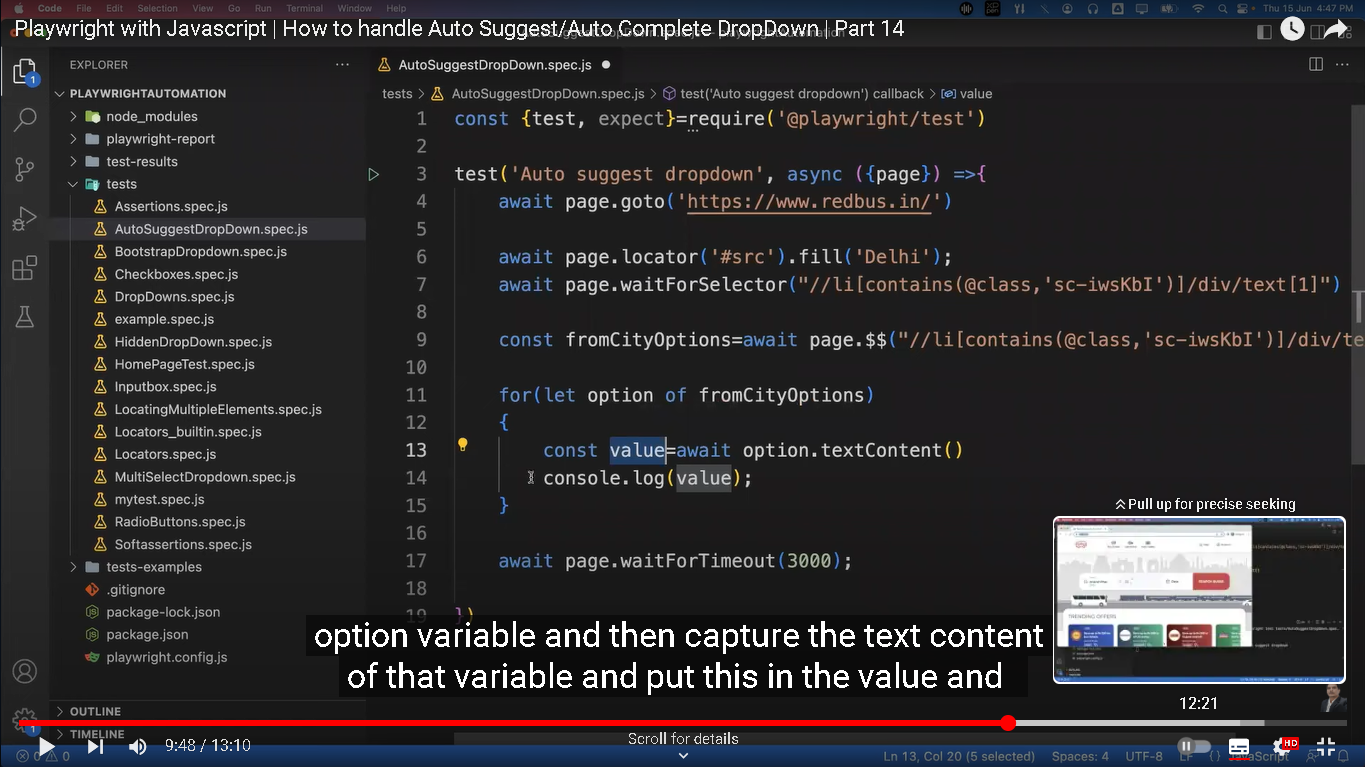 Code File Edit Selection View Go Run Terminal Window Help
Thu 15 Jun 4:47 PM
Playwright with Javascript | How to handle Auto Suggest/Auto Complete DropDown | Part 14
EXPLORER
AutoSuggestDropDown.spec.js
PLAYWRIGHTAUTOMATION
tests > AutoSuggestDropDown.spec.js > test('Auto suggest dropdown') callback > value
node_modules
playwright-report
test-results
tests
Assertions.spec.js
AutoSuggestDropDown.spec.js
BootstrapDropdown.spec.js
Checkboxes.spec.js
DropDowns.spec.js
example.spec.js
HiddenDropDown.spec.js
HomePageTest.spec.js
Inputbox.spec.js
LocatingMultipleElements.spec.js
Locators_builtin.spec.js
Locators.spec.js
MultiSelectDropdown.spec.js
mytest.spec.js
RadioButtons.spec.js
Softassertions.spec.js
tests-examples
.gitignore
package-lock.json
package.json
playwright.config.js
OUTLINE
TIMELINE
1 const {test, expect}=require('@playwright/test')
2
3 test('Auto suggest dropdown', async ({page}) =>{
4 await page.goto('https://www.redbus.in/')
5
6 await page.locator('#src').fill('Delhi');
7 await page.waitForSelector("//li[contains(@class,'sc-iwsKbI')]/div/text[1]")
8
9 const fromCityOptions=await page.$$("//li[contains(@class,'sc-iwsKbI')]/div/te
10
11 for(let option of fromCityOptions)
12 {
13 const value=await option.textContent()
14 console.log(value);
15 }
16
17 await page.waitForTimeout(3000);
18
19 })
Pull up for precise seeking
TRENDING OFFERS
option variable and then capture the text content
of that variable and put this in the value and
12:21
9:48 / 13:10
Scroll for details
HD
0 0
Ln 13, Col 20 (5 selected) Spaces: 4 UTF-8 LF {} JavaScript